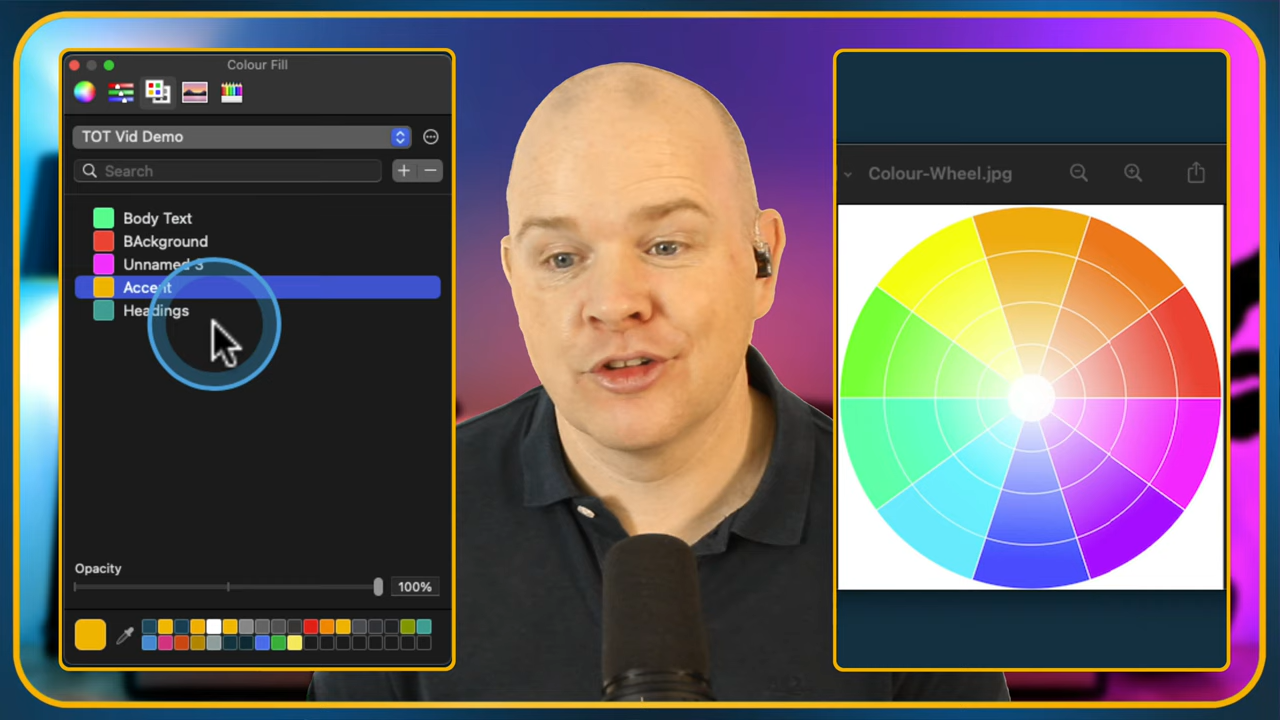 Colour Fill
TOT Vid Demo
Search
Body Text
BAckground
Unnamed 3
Accent
Headings
Opacity
100%
Colour-Wheel.jpg